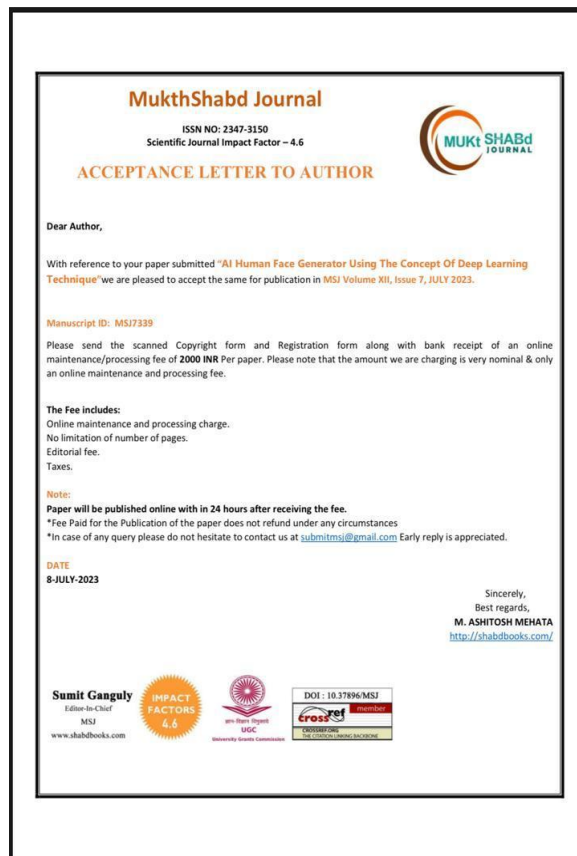 MukthShabd Journal
ISSN NO: 2347-3150
Scientific Journal Impact Factor – 4.6
MUKt SHABd
JOURNAL
ACCEPTANCE LETTER TO AUTHOR
Dear Author,
With reference to your paper submitted "AI Human Face Generator Using The Concept Of Deep Learning
Technique"we are pleased to accept the same for publication in MSJ Volume XII, Issue 7, JULY 2023.
Manuscript ID: MSJ7339
Please send the scanned Copyright form and Registration form along with bank receipt of an online
maintenance/processing fee of 2000 INR Per paper. Please note that the amount we are charging is very nominal & only
an online maintenance and processing fee.
The Fee includes:
Online maintenance and processing charge.
No limitation of number of pages.
Editorial fee.
Taxes.
Note:
Paper will be published online with in 24 hours after receiving the fee.
*Fee Paid for the Publication of the paper does not refund under any circumstances
*In case of any query please do not hesitate to contact us at submitmsj@gmail.com Early reply is appreciated.
DATE
8-JULY-2023
Sincerely,
Best regards,
M. ASHITOSH MEHATA
http://shabdbooks.com/
Sumit Ganguly
Editor-In-Chief
MSJ
www.shabdbooks.com
IMPACT
FACTORS
4.6
ज्ञान-विज्ञान विमुक्तये
UGC
University Grants Commission
DOI : 10.37896/MSJ
member
crossref
CROSSREF.ORG
THE CITATION LINKING BACKBONE